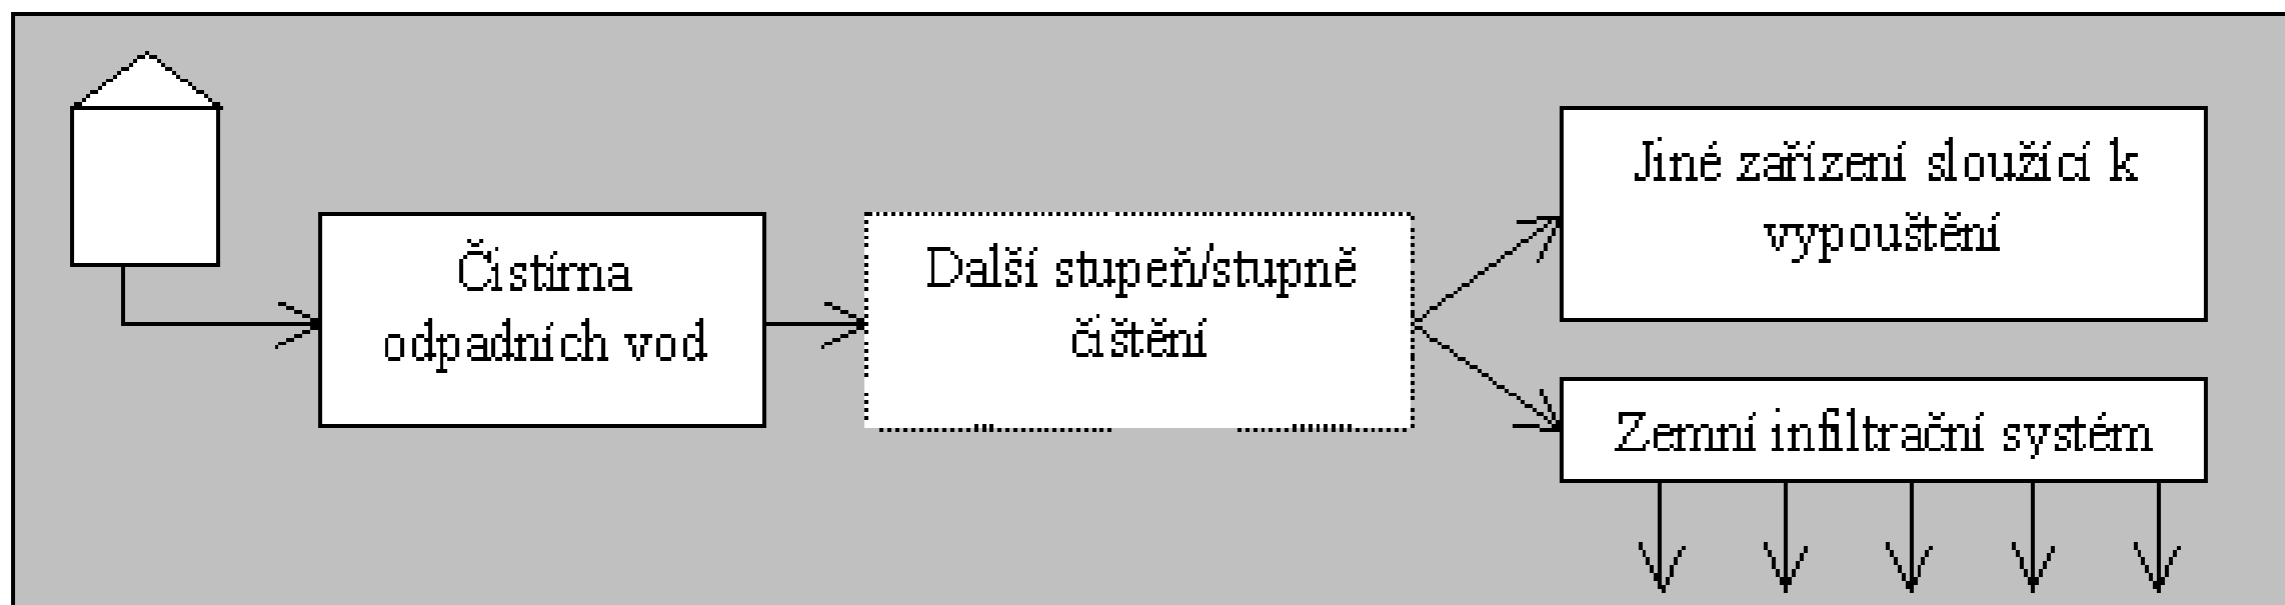 Čistírna
odpadních vod
Další stupeň/stupně
čištění
Jiné zařízení sloužící k
vypouštění
Zemní infiltrační systém